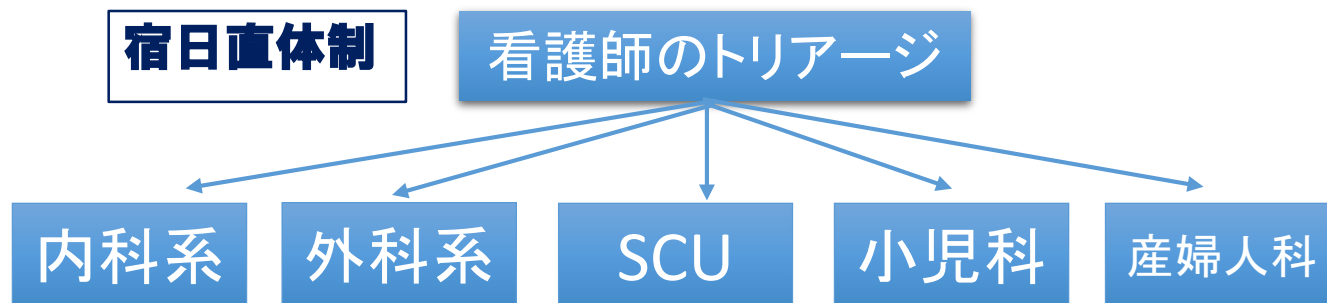 宿日直体制
看護師のトリアージ
内科系
外科系
SCU
小児科
産婦人科